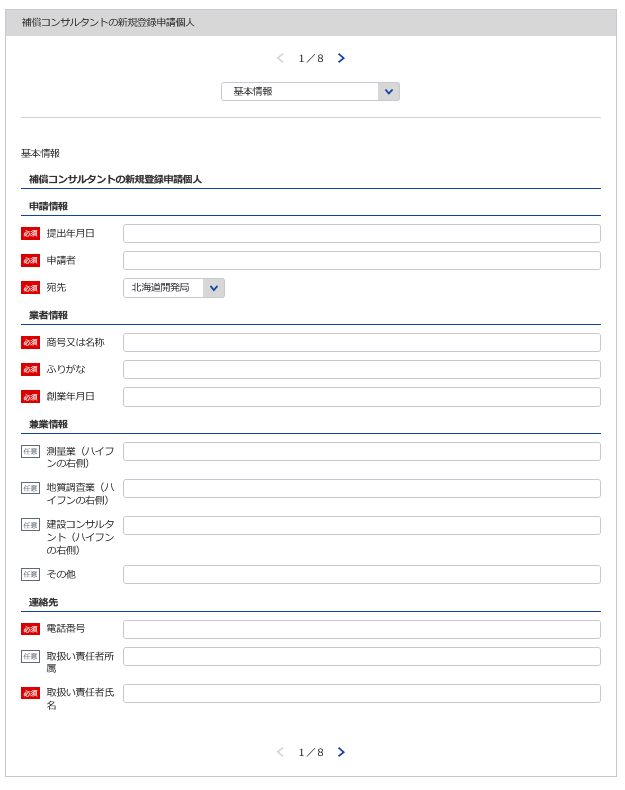 補償コンサルタントの新規登録申請個人
1／8
基本情報
基本情報
補償コンサルタントの新規登録申請個人
申請情報
必須 提出年月日
必須 申請者
必須 宛先 北海道開発局
業者情報
必須 商号又は名称
必須 ふりがな
必須 創業年月日
兼業情報
任意 測量業（ハイフ
ンの右側）
任意 地質調査業（ハ
イフンの右側）
任意 建設コンサルタ
ント（ハイフン
の右側）
任意 その他
連絡先
必須 電話番号
任意 取扱い責任者所
属
必須 取扱い責任者氏
名
1／8